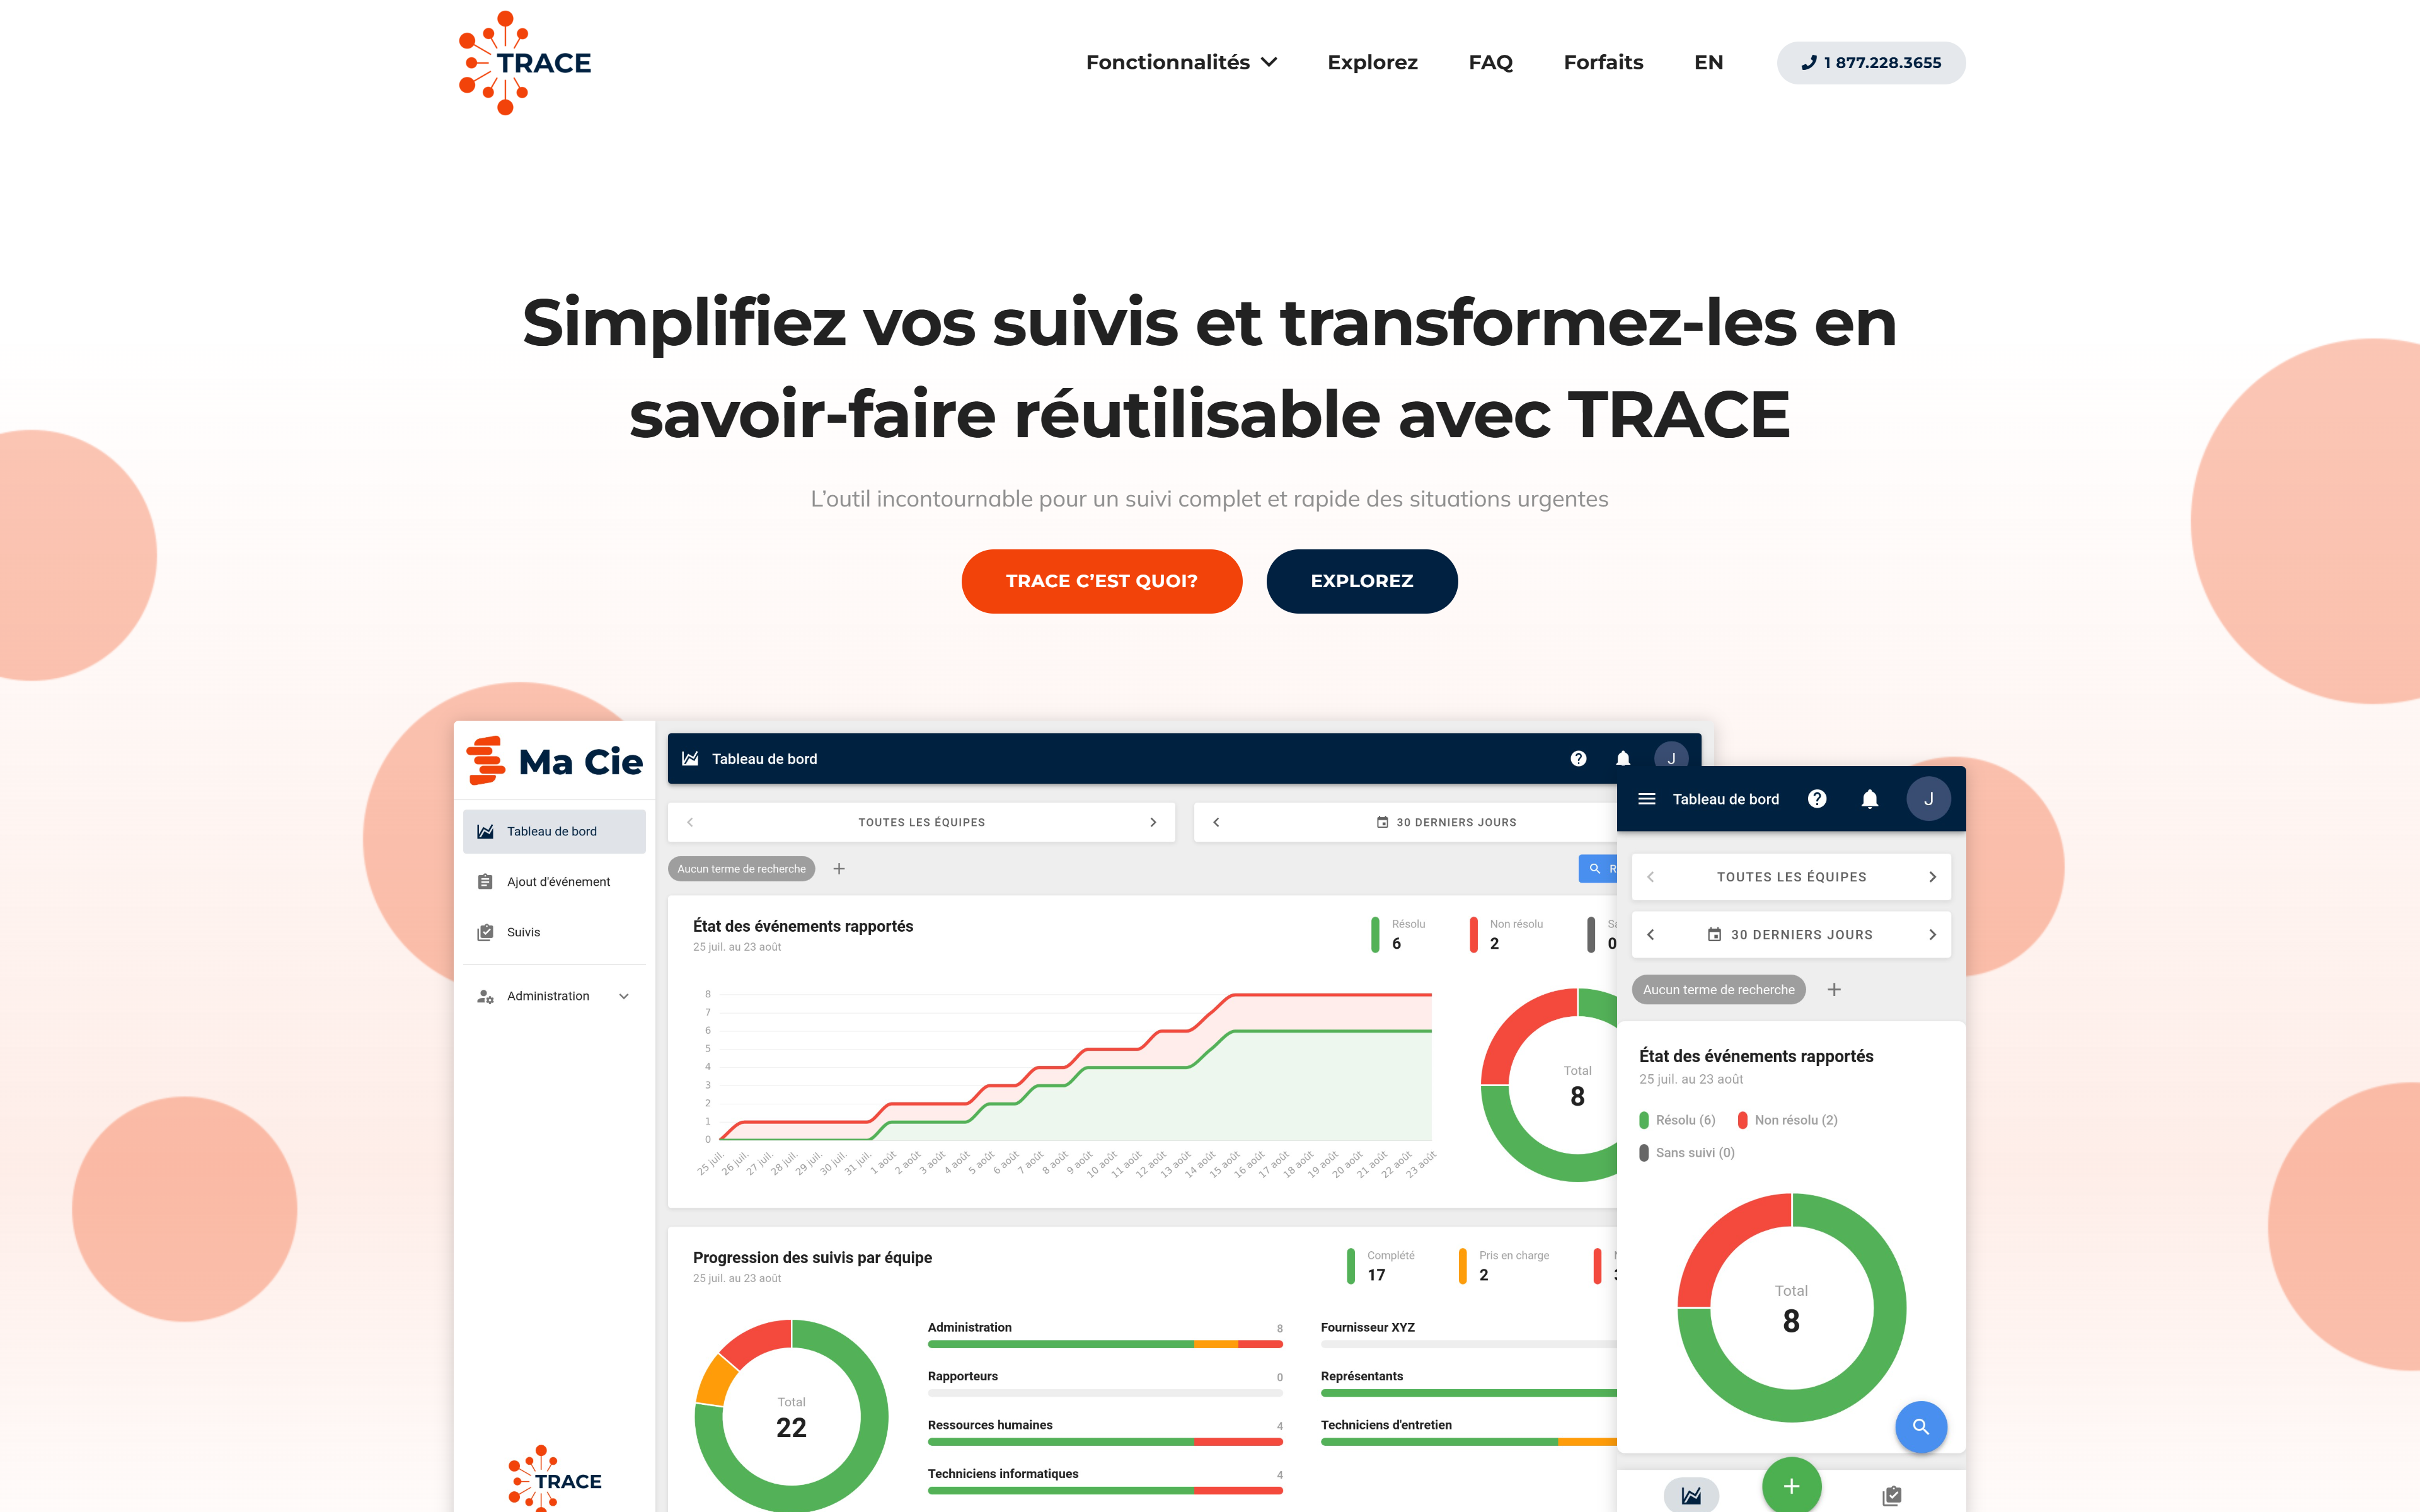 TRACE
Fonctionnalités
Explorez
FAQ
Forfaits
EN
1 877.228.3655
Simplifiez vos suivis et transformez-les en
savoir-faire réutilisable avec TRACE
L’outil incontournable pour un suivi complet et rapide des situations urgentes
TRACE C’EST QUOI?
EXPLOREZ
Ma Cie
Tableau de bord
Ajout d'événement
Suivis
Administration
TRACE
Tableau de bord
J
TOUTES LES ÉQUIPES
30 DERNIERS JOURS
Aucun terme de recherche
État des événements rapportés
25 juil. au 23 août
Résolu
6
Non résolu
2
0
8
7
6
5
4
3
2
1
0
25 juil.
26 juil.
27 juil.
28 juil.
29 juil.
30 juil.
31 juil.
1 août
2 août
3 août
4 août
5 août
6 août
7 août
8 août
9 août
10 août
11 août
12 août
13 août
14 août
15 août
16 août
17 août
18 août
19 août
20 août
21 août
22 août
23 août
Total
8
Progression des suivis par équipe
25 juil. au 23 août
Complété
17
Pris en charge
2
Total
22
Administration 8
Rapporteurs 0
Ressources humaines 4
Techniciens informatiques 4
Fournisseur XYZ
Représentants
Techniciens d'entretien
Tableau de bord
J
TOUTES LES ÉQUIPES
30 DERNIERS JOURS
Aucun terme de recherche
État des événements rapportés
25 juil. au 23 août
Résolu (6)
Non résolu (2)
Sans suivi (0)
Total
8